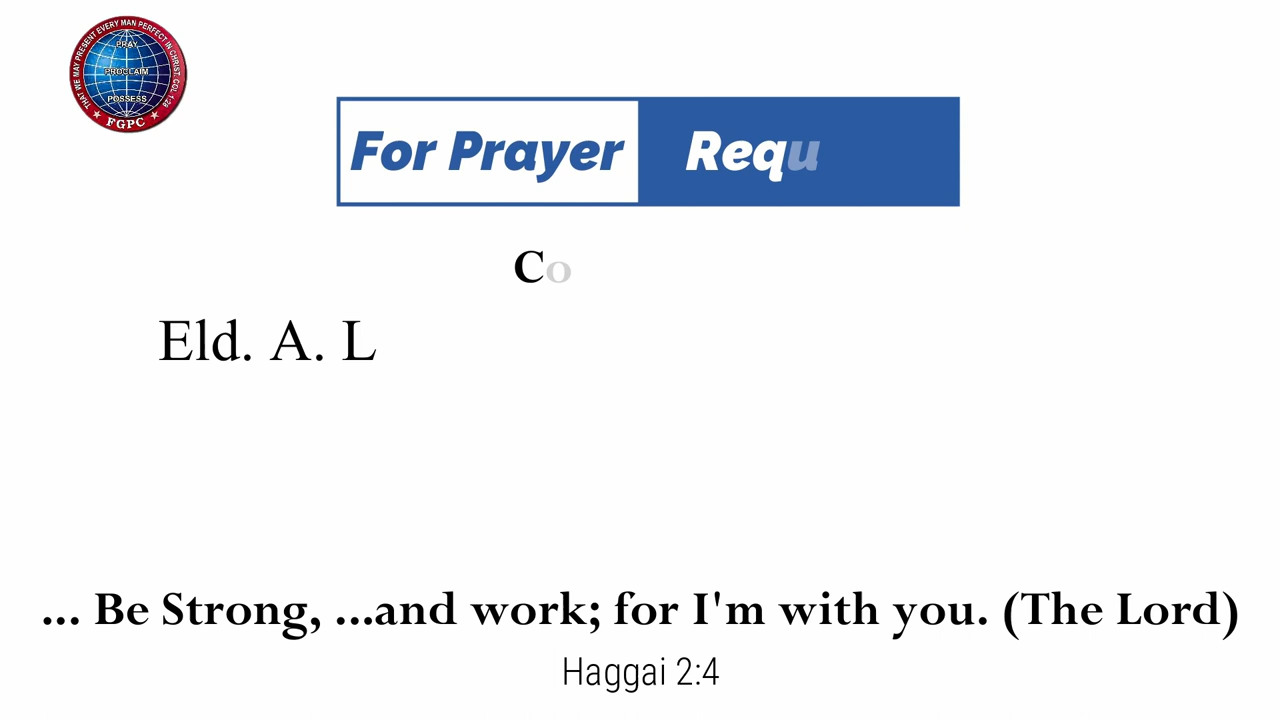 THAT WE MAY PRESENT EVERY MAN PERFECT IN CHRIST. COL 1:28
PRAY
PROCLAIM
POSSESS
FGPC
For Prayer Requ
Co
Eld. A. L
... Be Strong, ...and work; for I'm with you. (The Lord)
Haggai 2:4